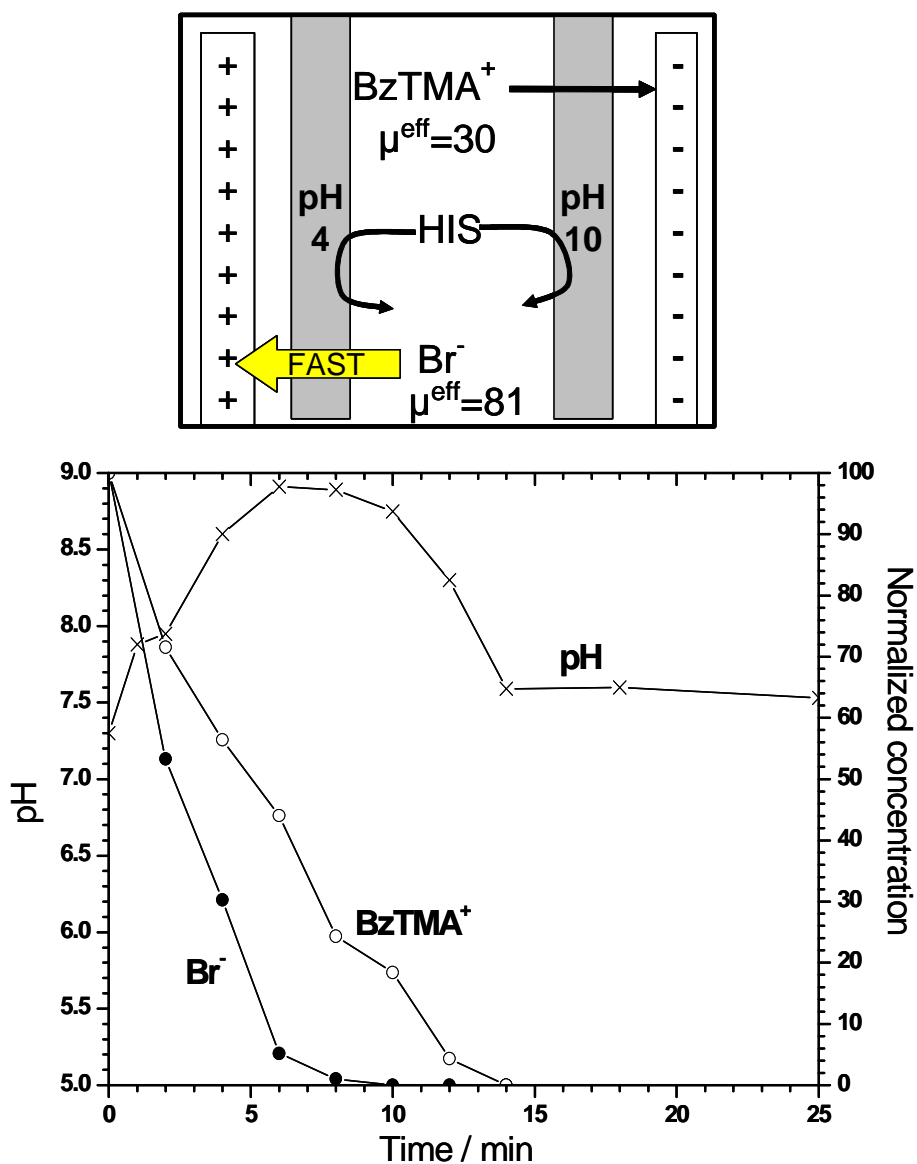 + -
+ BzTMA⁺ -
+ µᵉᶠᶠ=30 -
+ -
pH pH
4 HIS 10
+ -
+ -
+ -
+ FAST Br⁻ -
+ µᵉᶠᶠ=81 -
9.0 100
90
8.5
80
8.0
70
pH
7.5
60
7.0 50
40
6.5
30
6.0 BzTMA⁺
20
Br⁻
5.5
10
5.0 0
0 5 10 15 20 25
pH
Normalized concentration
Time / min